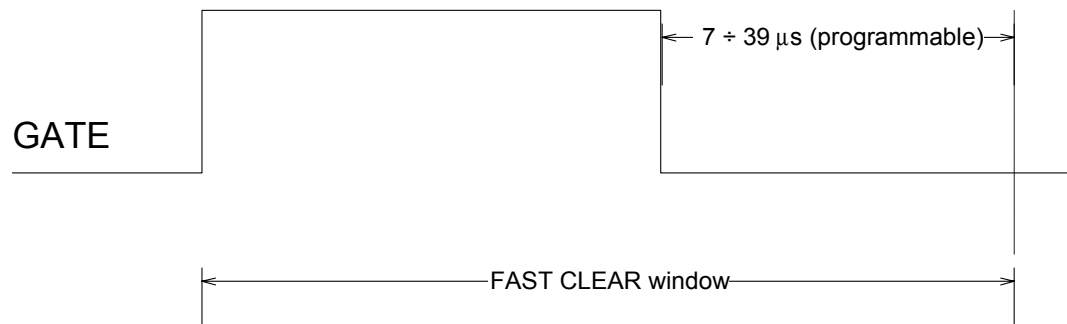 7 ÷ 39 μs (programmable)
GATE
FAST CLEAR window